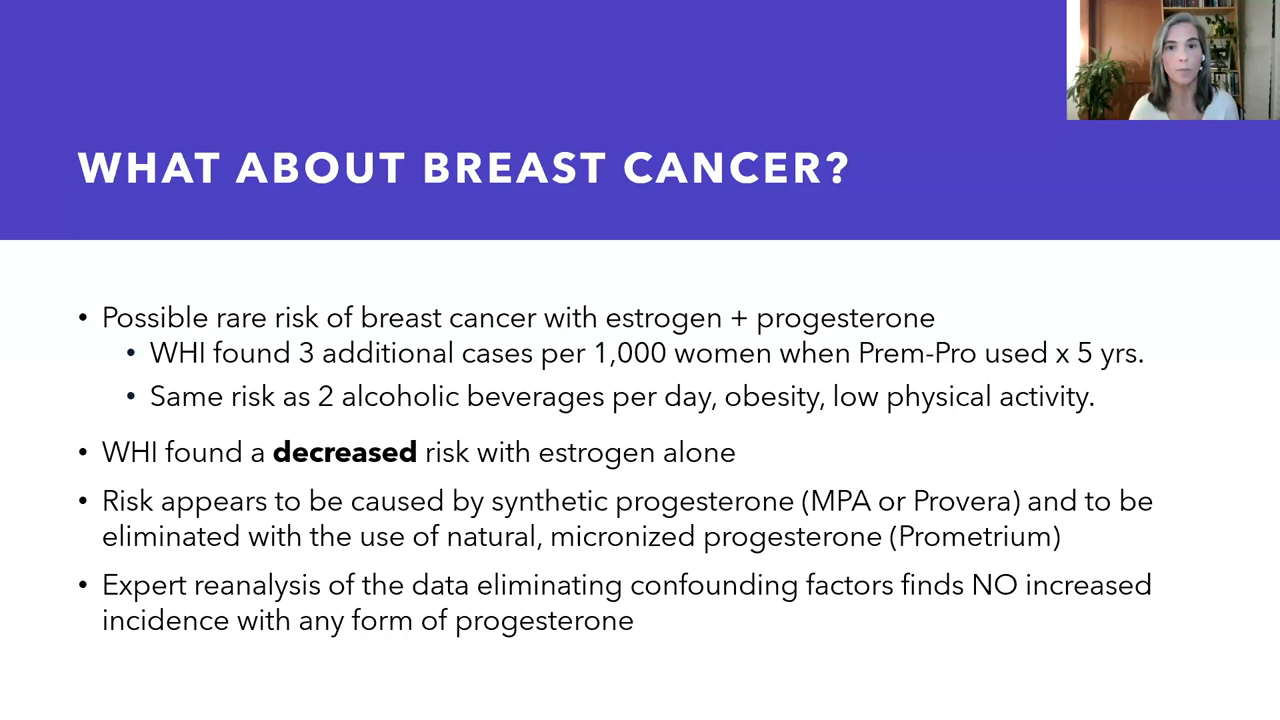 WHAT ABOUT BREAST CANCER?
• Possible rare risk of breast cancer with estrogen + progesterone
• WHI found 3 additional cases per 1,000 women when Prem-Pro used x 5 yrs.
• Same risk as 2 alcoholic beverages per day, obesity, low physical activity.
• WHI found a decreased risk with estrogen alone
• Risk appears to be caused by synthetic progesterone (MPA or Provera) and to be
eliminated with the use of natural, micronized progesterone (Prometrium)
• Expert reanalysis of the data eliminating confounding factors finds NO increased
incidence with any form of progesterone